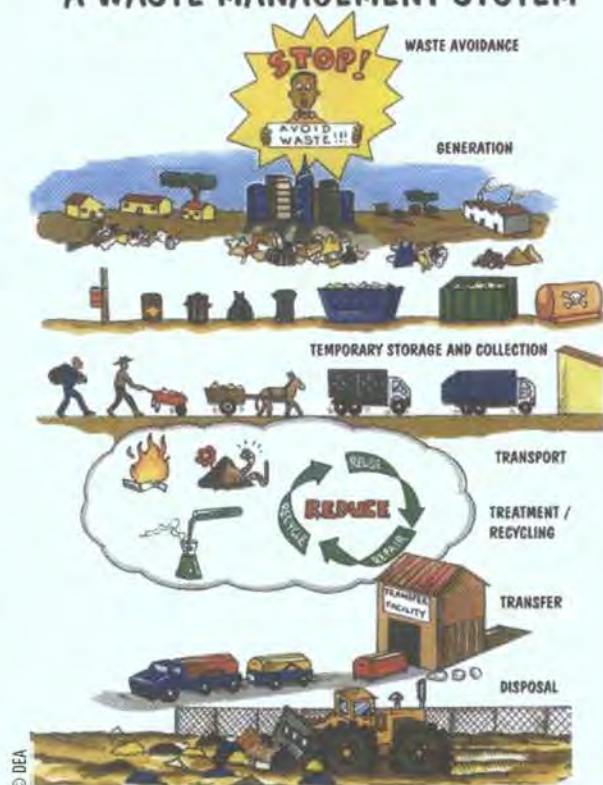 A WASTE MANAGEMENT SYSTEM
WASTE AVOIDANCE
STOP!
AVOID
WASTE!!!
GENERATION
TEMPORARY STORAGE AND COLLECTION
TRANSPORT
REUSE
REDUCE
RECYCLE
REPAIR
TREATMENT /
RECYCLING
TRANSFER
FACILITY
TRANSFER
DISPOSAL
© DEA